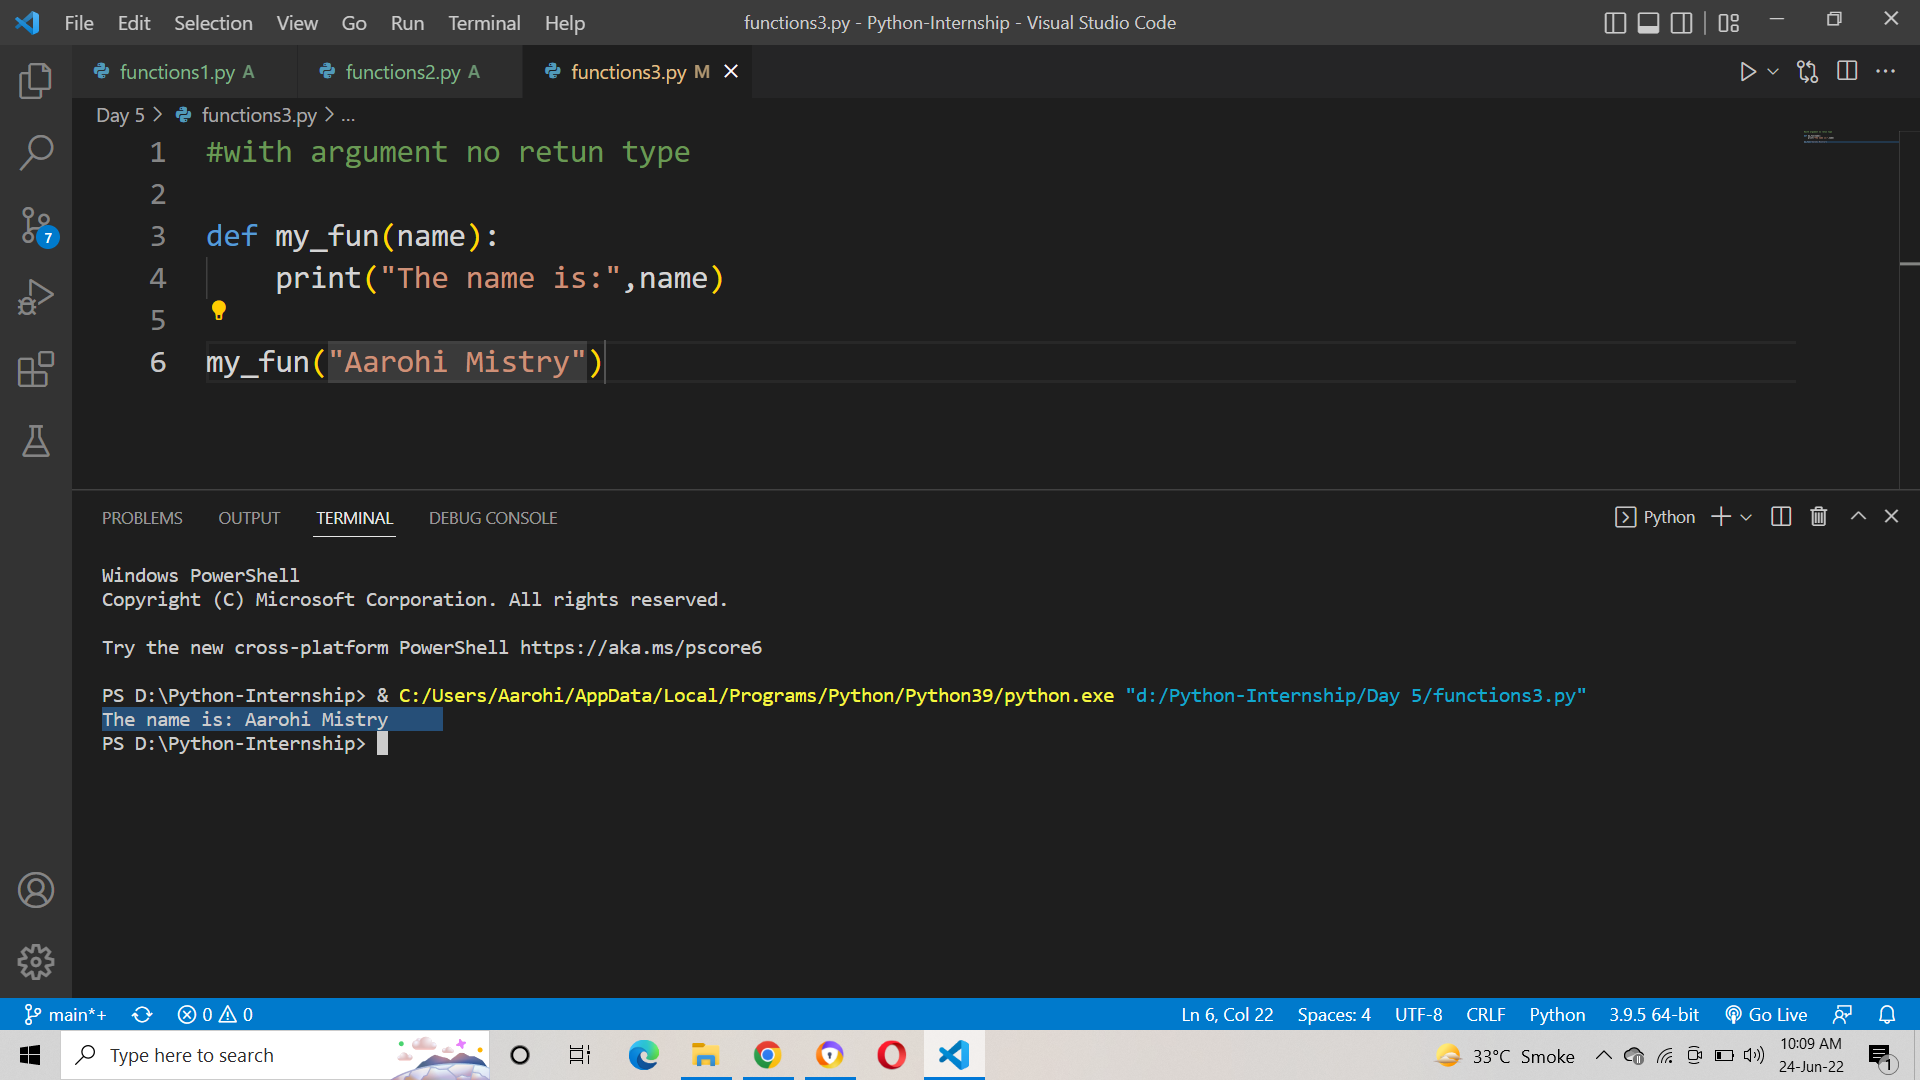 File Edit Selection View Go Run Terminal Help functions3.py - Python-Internship - Visual Studio Code
functions1.py A functions2.py A functions3.py M
Day 5 > functions3.py > ...
1 #with argument no retun type
2
3 def my_fun(name):
4 print("The name is:",name)
5
6 my_fun("Aarohi Mistry")
7
PROBLEMS OUTPUT TERMINAL DEBUG CONSOLE Python
Windows PowerShell
Copyright (C) Microsoft Corporation. All rights reserved.
Try the new cross-platform PowerShell https://aka.ms/pscore6
PS D:\Python-Internship> & C:/Users/Aarohi/AppData/Local/Programs/Python/Python39/python.exe "d:/Python-Internship/Day 5/functions3.py"
The name is: Aarohi Mistry
PS D:\Python-Internship>
main*+ 0 0 Ln 6, Col 22 Spaces: 4 UTF-8 CRLF Python 3.9.5 64-bit Go Live
Type here to search 33°C Smoke 10:09 AM
24-Jun-22 1